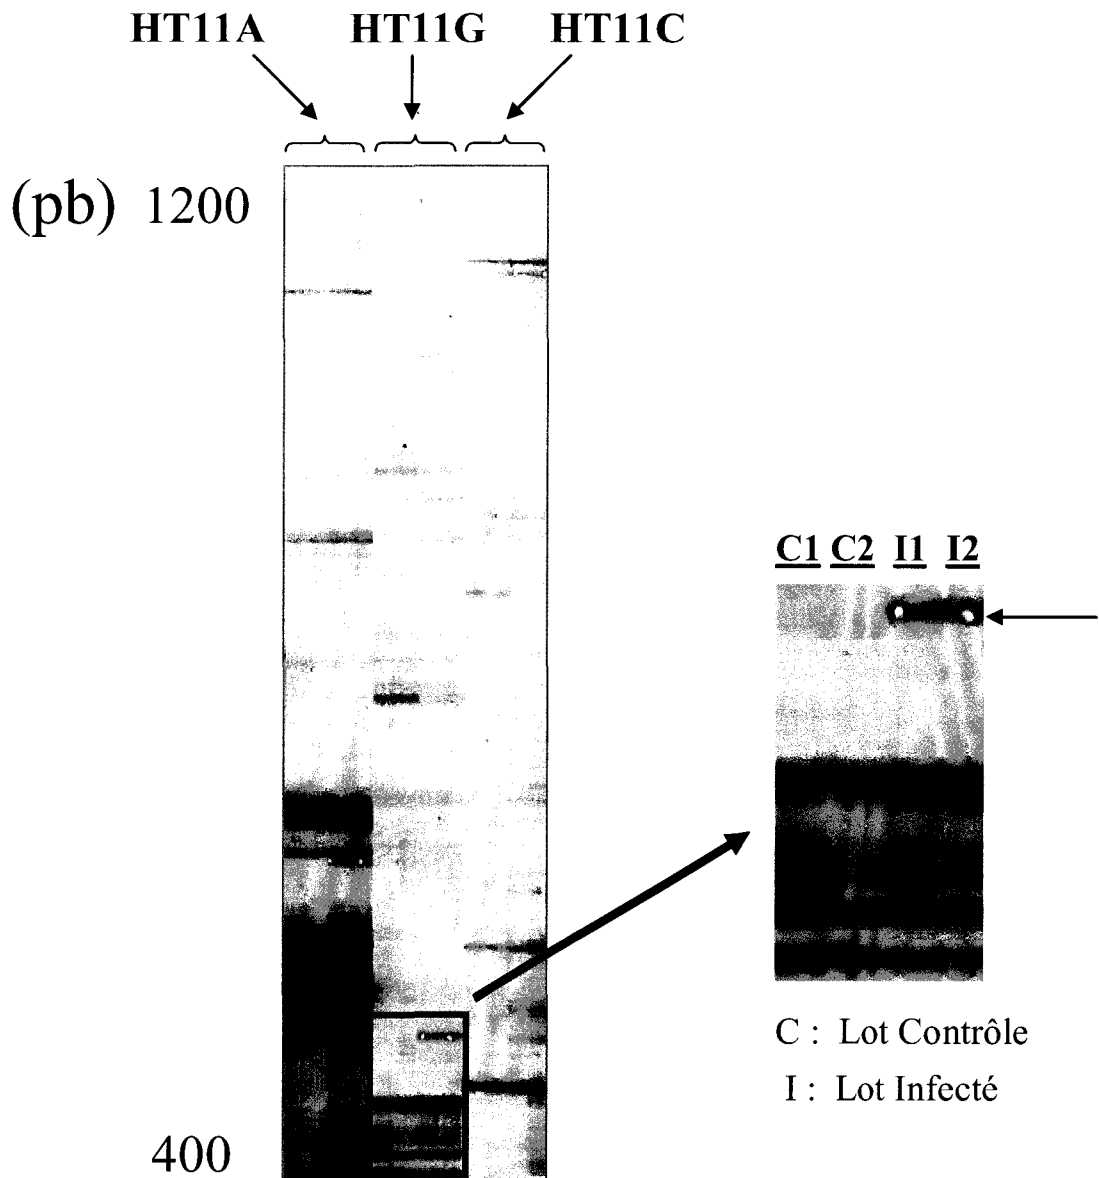 HT11A HT11G HT11C
(pb) 1200
C1 C2 I1 I2
C : Lot Contrôle
I : Lot Infecté
400